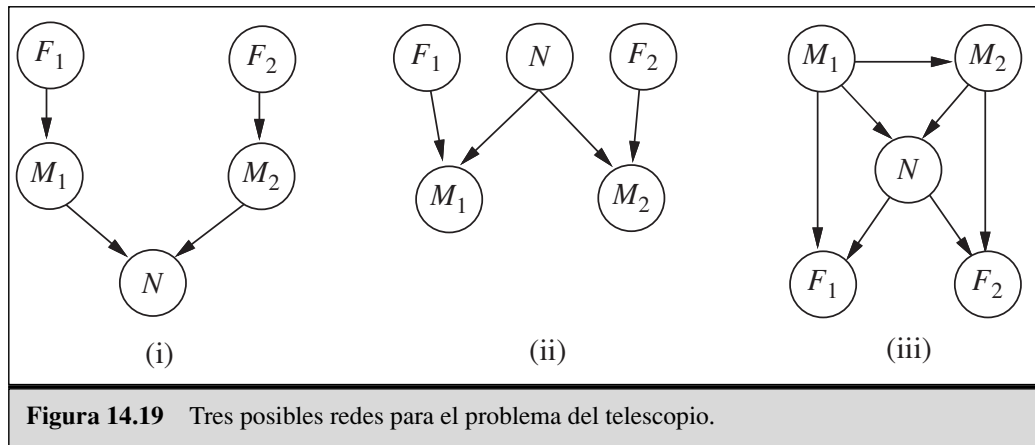 F1 F2
M1 M2
N
(i)
F1 N F2
M1 M2
(ii)
M1 M2
N
F1 F2
(iii)
Figura 14.19 Tres posibles redes para el problema del telescopio.